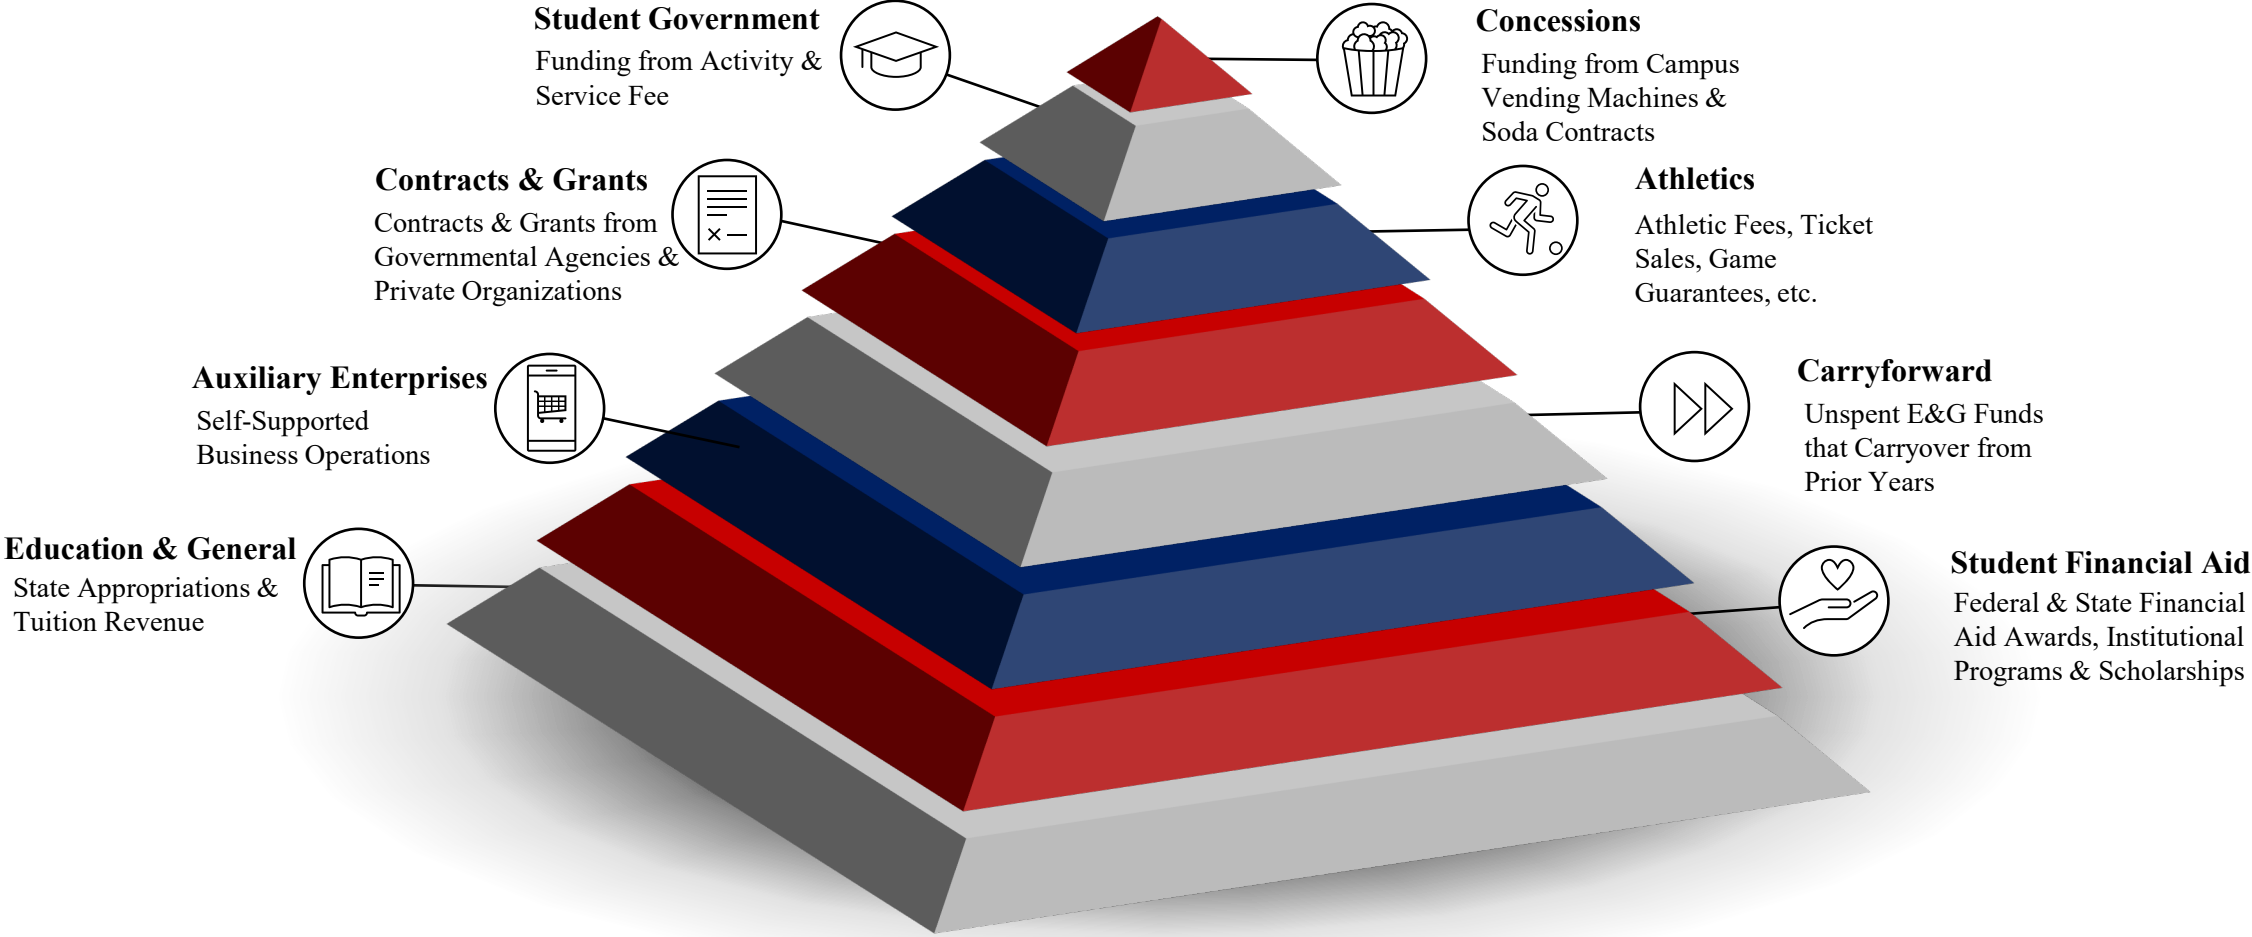 Student Government
Funding from Activity &
Service Fee
Concessions
Funding from Campus
Vending Machines &
Soda Contracts
Contracts & Grants
Contracts & Grants from
Governmental Agencies &
Private Organizations
Athletics
Athletic Fees, Ticket
Sales, Game
Guarantees, etc.
Auxiliary Enterprises
Self-Supported
Business Operations
Carryforward
Unspent E&G Funds
that Carryover from
Prior Years
Education & General
State Appropriations &
Tuition Revenue
Student Financial Aid
Federal & State Financial
Aid Awards, Institutional
Programs & Scholarships